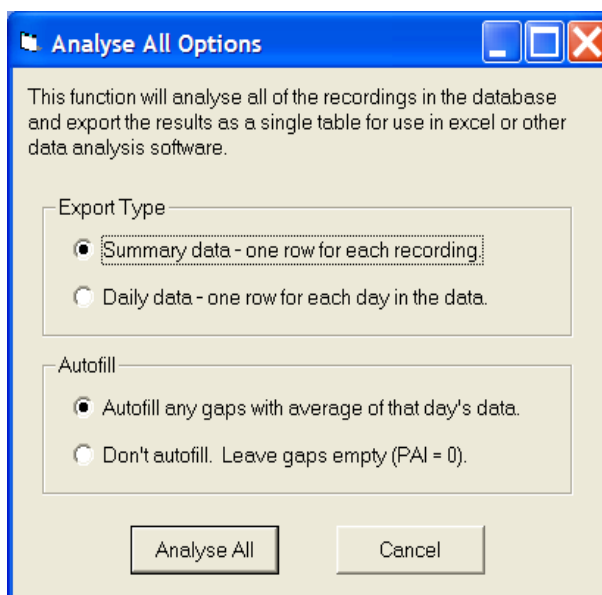 Analyse All Options
This function will analyse all of the recordings in the database
and export the results as a single table for use in excel or other
data analysis software.
Export Type
Summary data - one row for each recording.
Daily data - one row for each day in the data.
Autofill
Autofill any gaps with average of that day's data.
Don't autofill. Leave gaps empty (PAI = 0).
Analyse All
Cancel